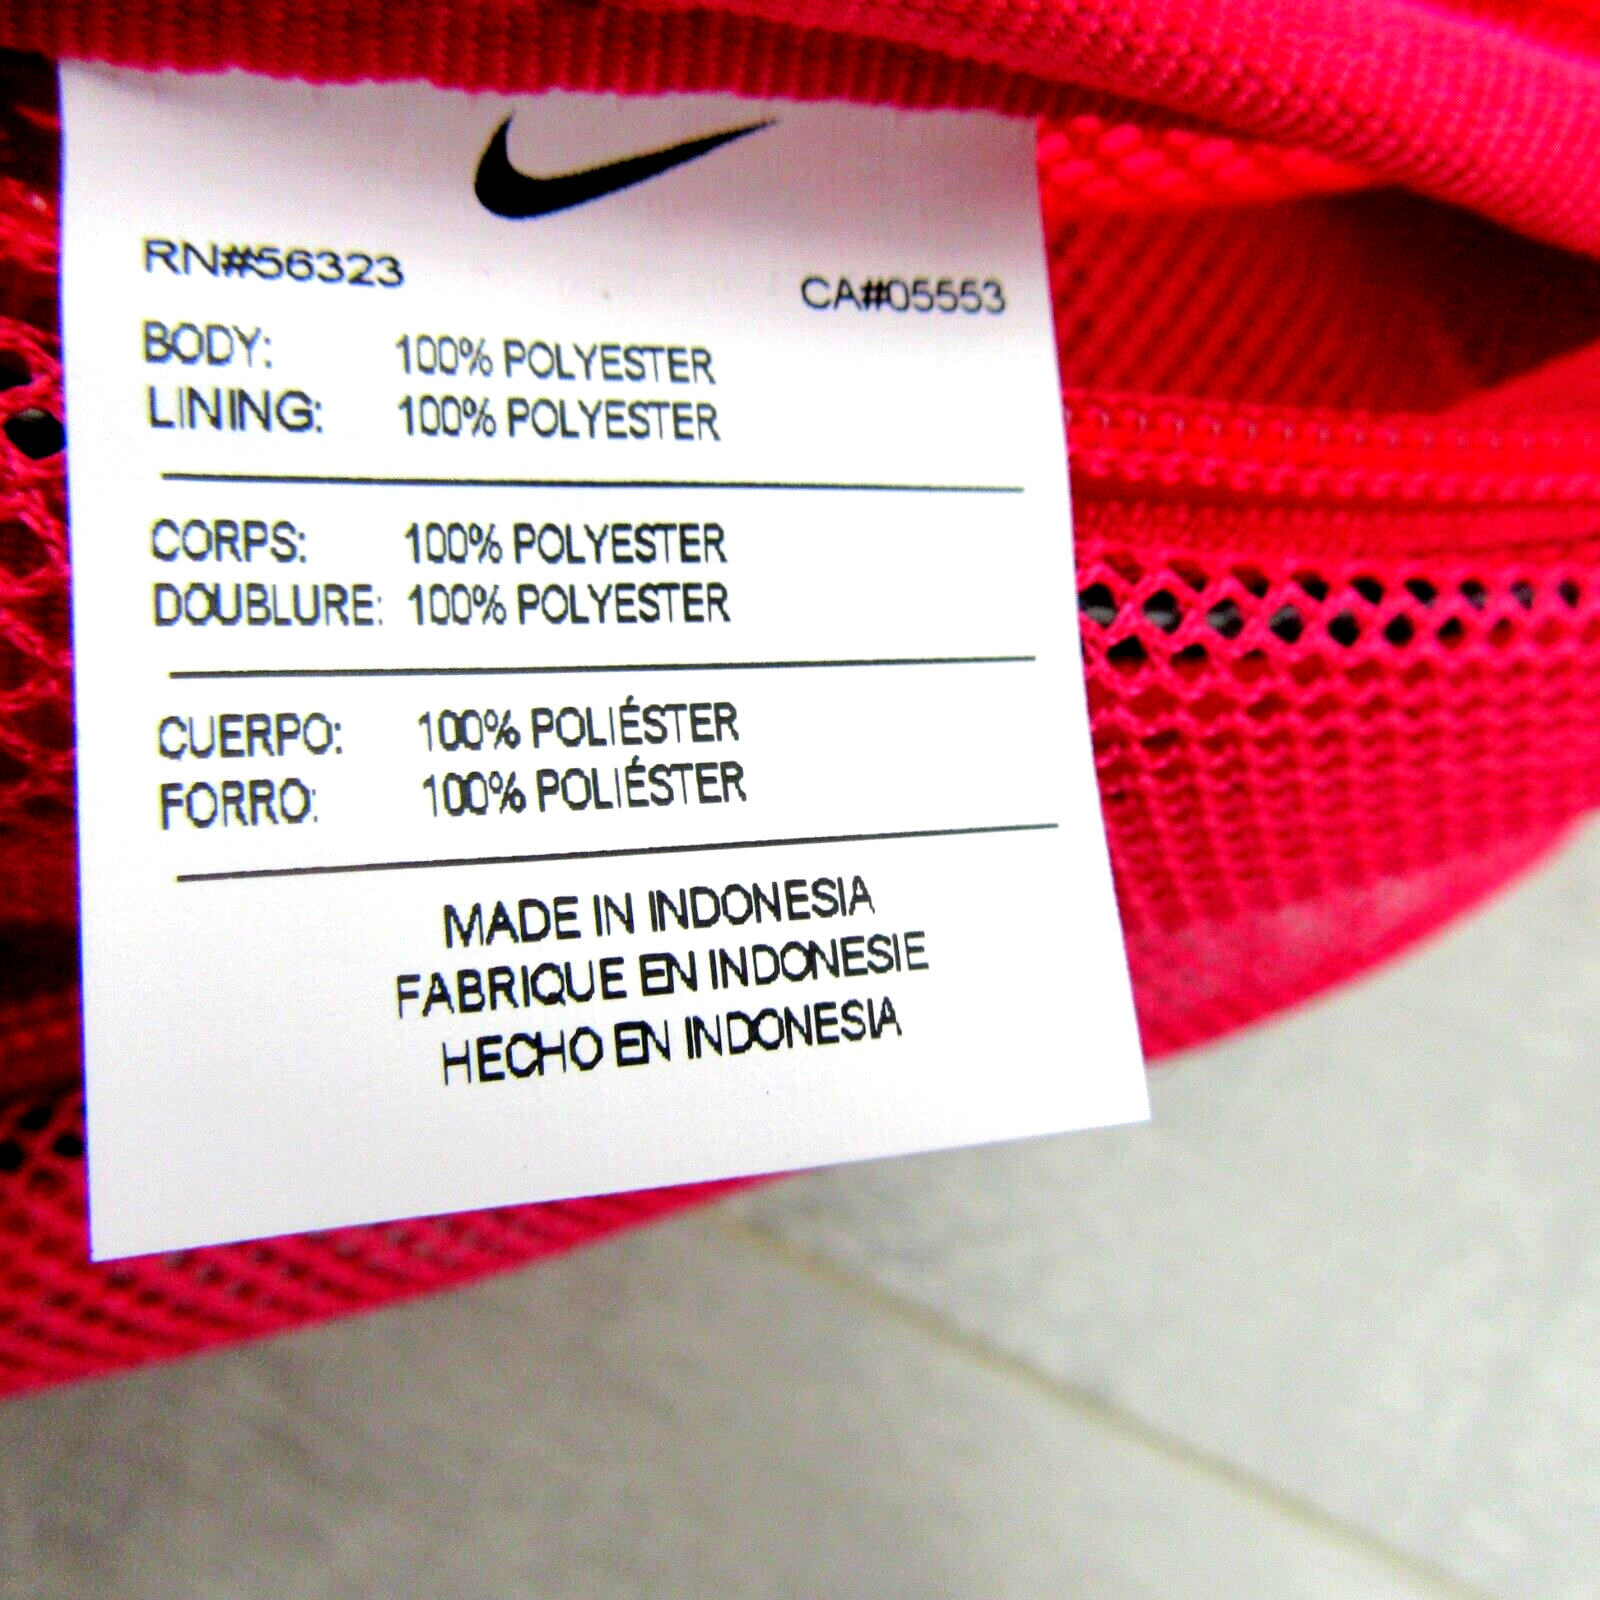 RN#56323
CA#05553
BODY: 100% POLYESTER
LINING: 100% POLYESTER
CORPS: 100% POLYESTER
DOUBLURE: 100% POLYESTER
CUERPO: 100% POLIÉSTER
FORRO: 100% POLIÉSTER
MADE IN INDONESIA
FABRIQUE EN INDONESIE
HECHO EN INDONESIA